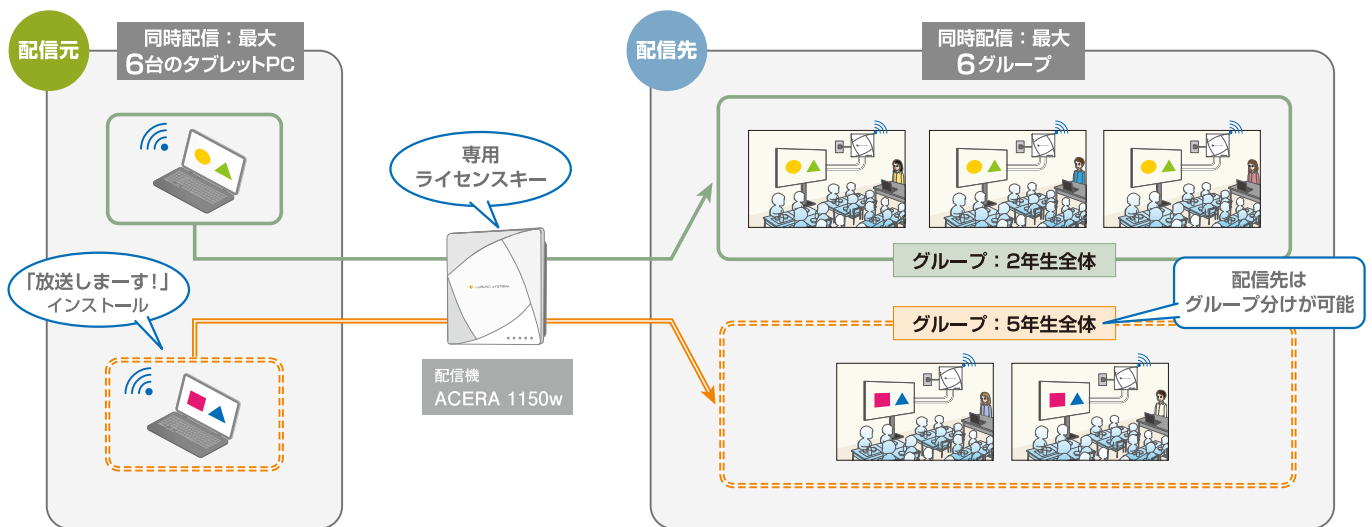 配信元
同時配信：最大
6台のタブレットPC
「放送しまーす！」
インストール
専用
ライセンスキー
配信機
ACERA 1150w
配信先
同時配信：最大
6グループ
グループ：2年生全体
配信先は
グループ分けが可能
グループ：5年生全体